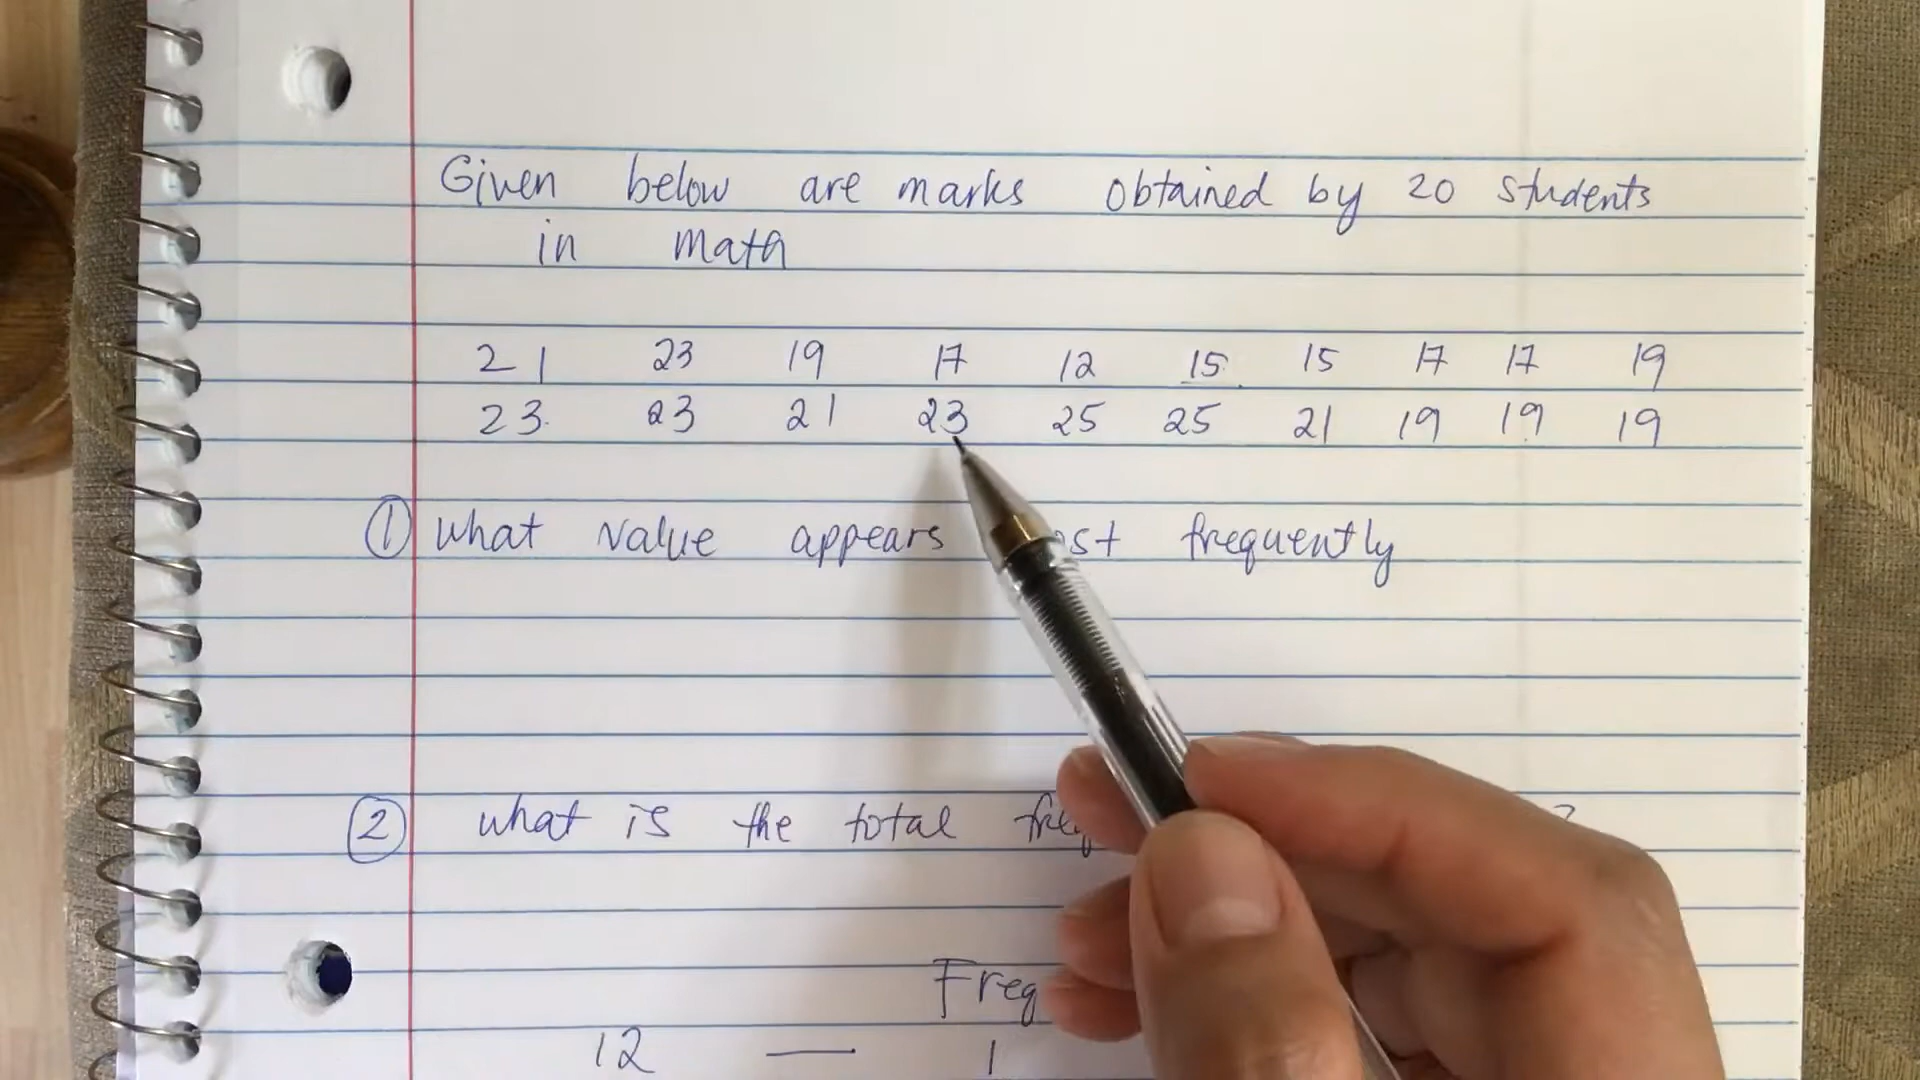 Given below are marks obtained by 20 students
in math
21 23 19 17 12 15 15 17 17 19
23 23 21 23 25 25 21 19 19 19
① what value appears frequently
② what is the total
12 — 1